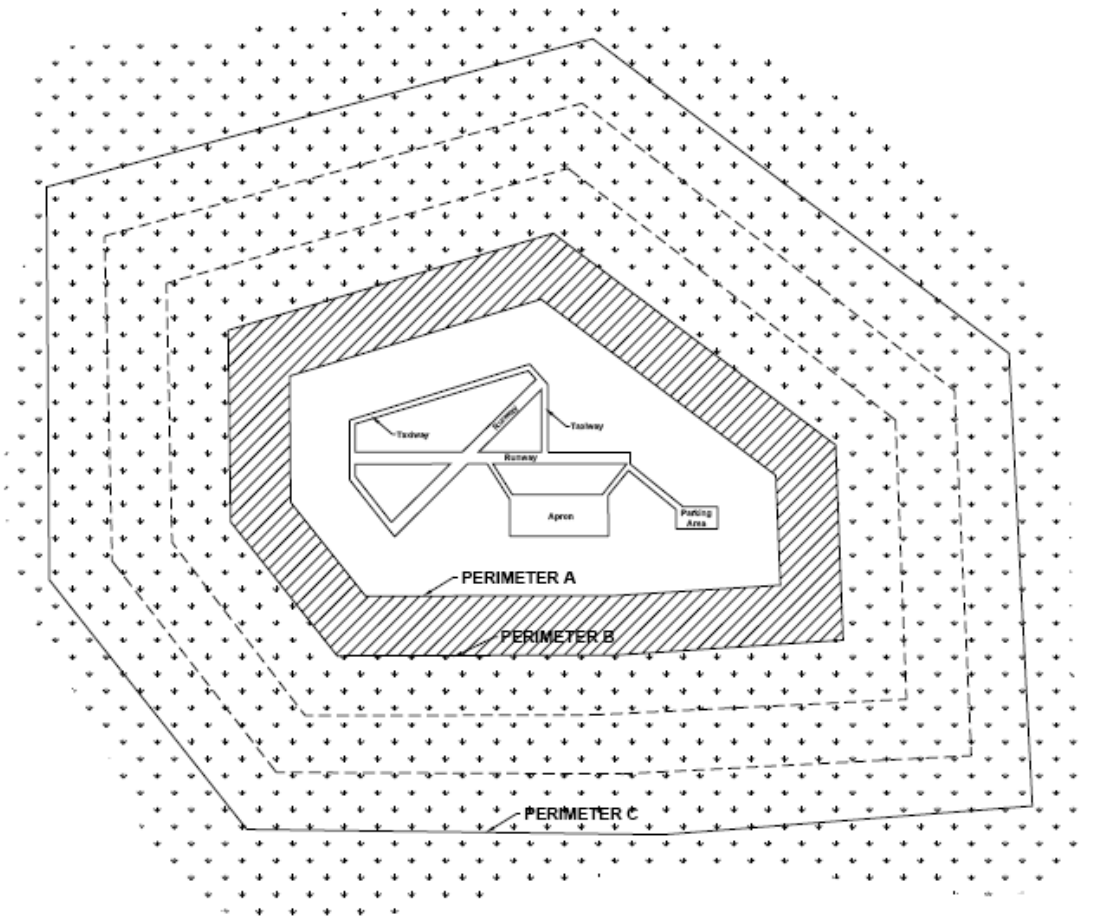 Taxiway
Runway
Taxiway
Runway
Apron
Parking
Area
PERIMETER A
PERIMETER B
PERIMETER C